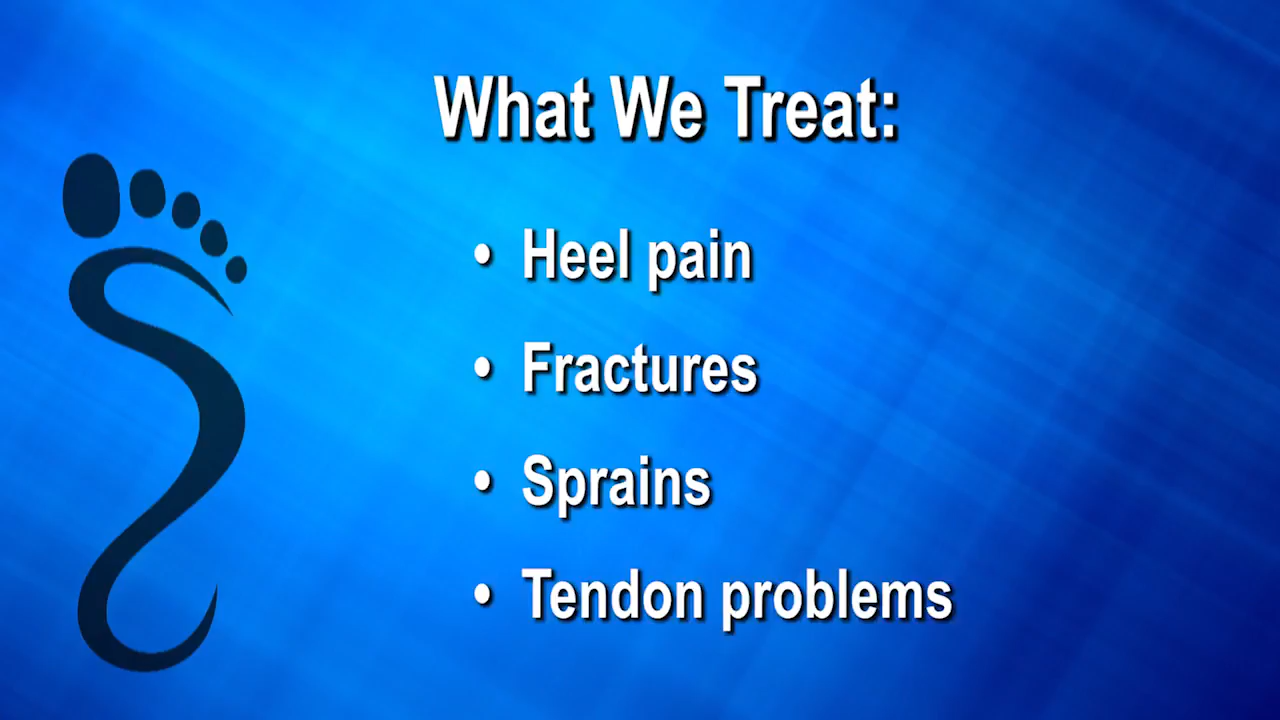 What We Treat:
• Heel pain
• Fractures
• Sprains
• Tendon problems